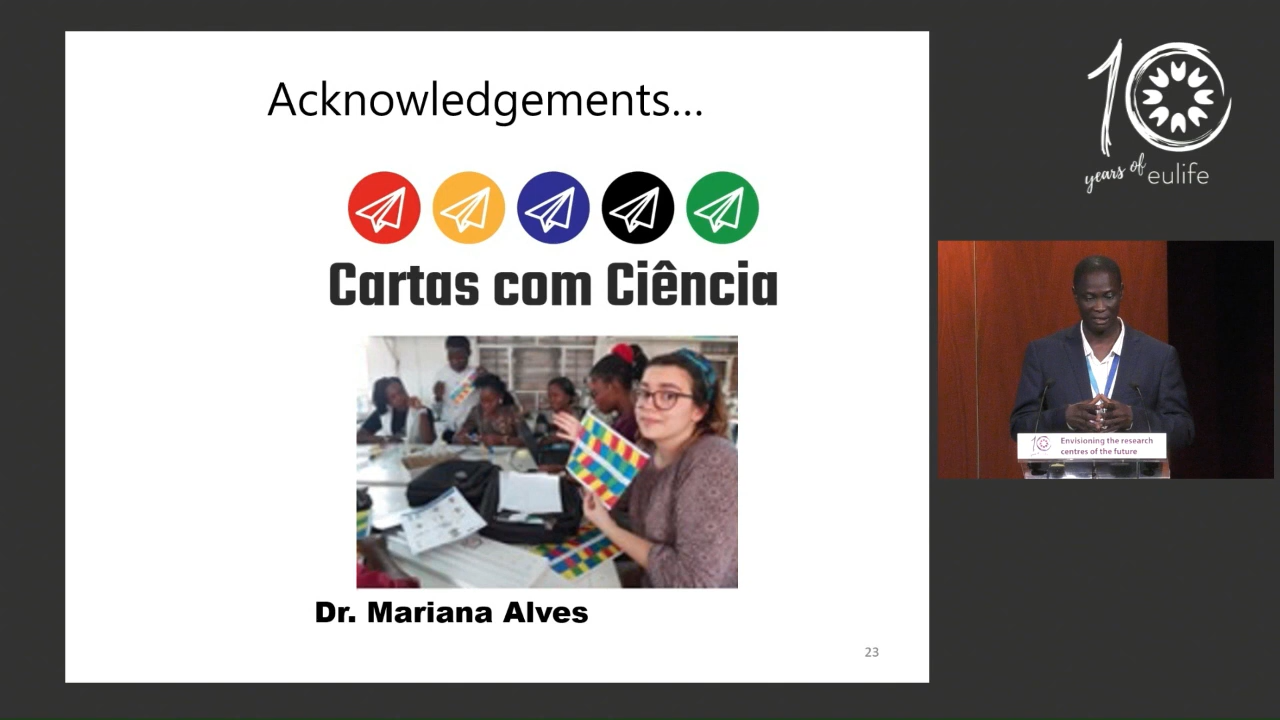 Acknowledgements...
Cartas com Ciência
Dr. Mariana Alves
23
10
years of eulife
10
Envisioning the research
centres of the future